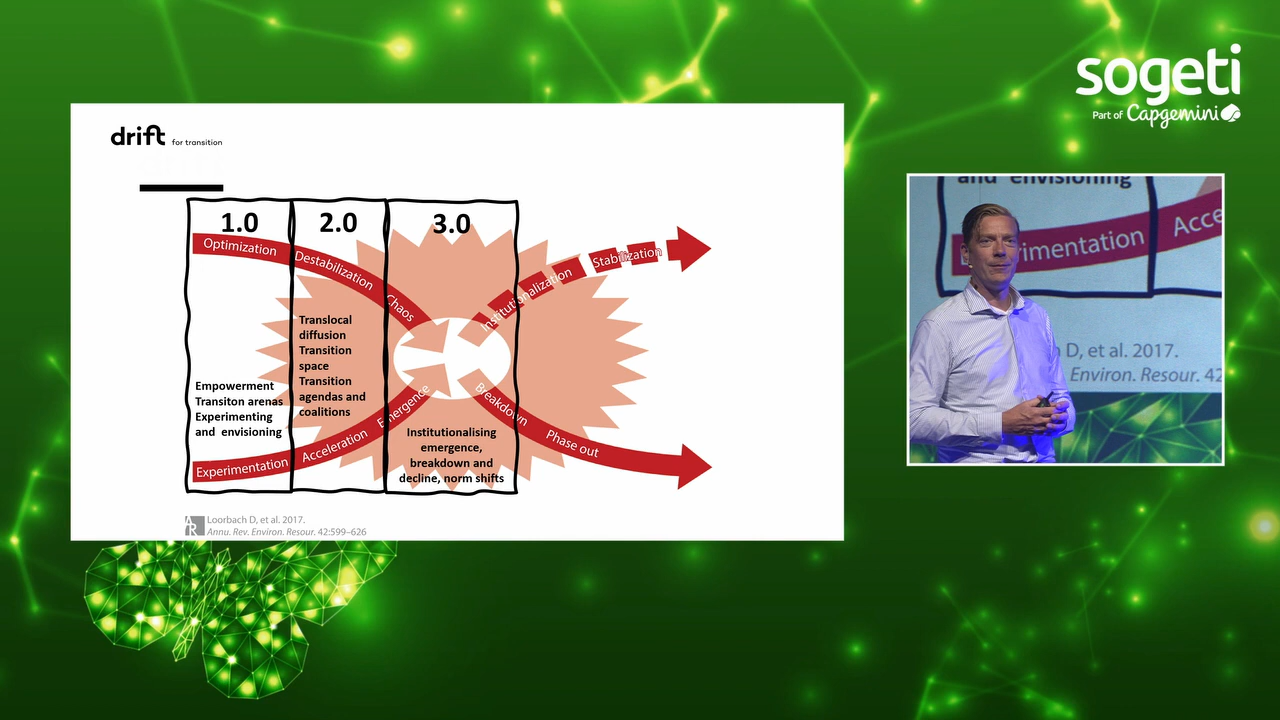 sogeti
Part of Capgemini
drift for transition
1.0
2.0
3.0
Optimization
Destabilization
Chaos
Institutionalization
Stabilization
Translocal
diffusion
Transition
space
Transition
agendas and
coalitions
Empowerment
Transiton arenas
Experimenting
and envisioning
Experimentation
Acceleration
Emergence
Breakdown
Phase out
Institutionalising
emergence,
breakdown and
decline, norm shifts
AR
Loorbach D, et al. 2017.
Annu. Rev. Environ. Resour. 42:599–626
and envisioning
imentation
Acce
D, et al. 2017.
Environ. Resour. 42